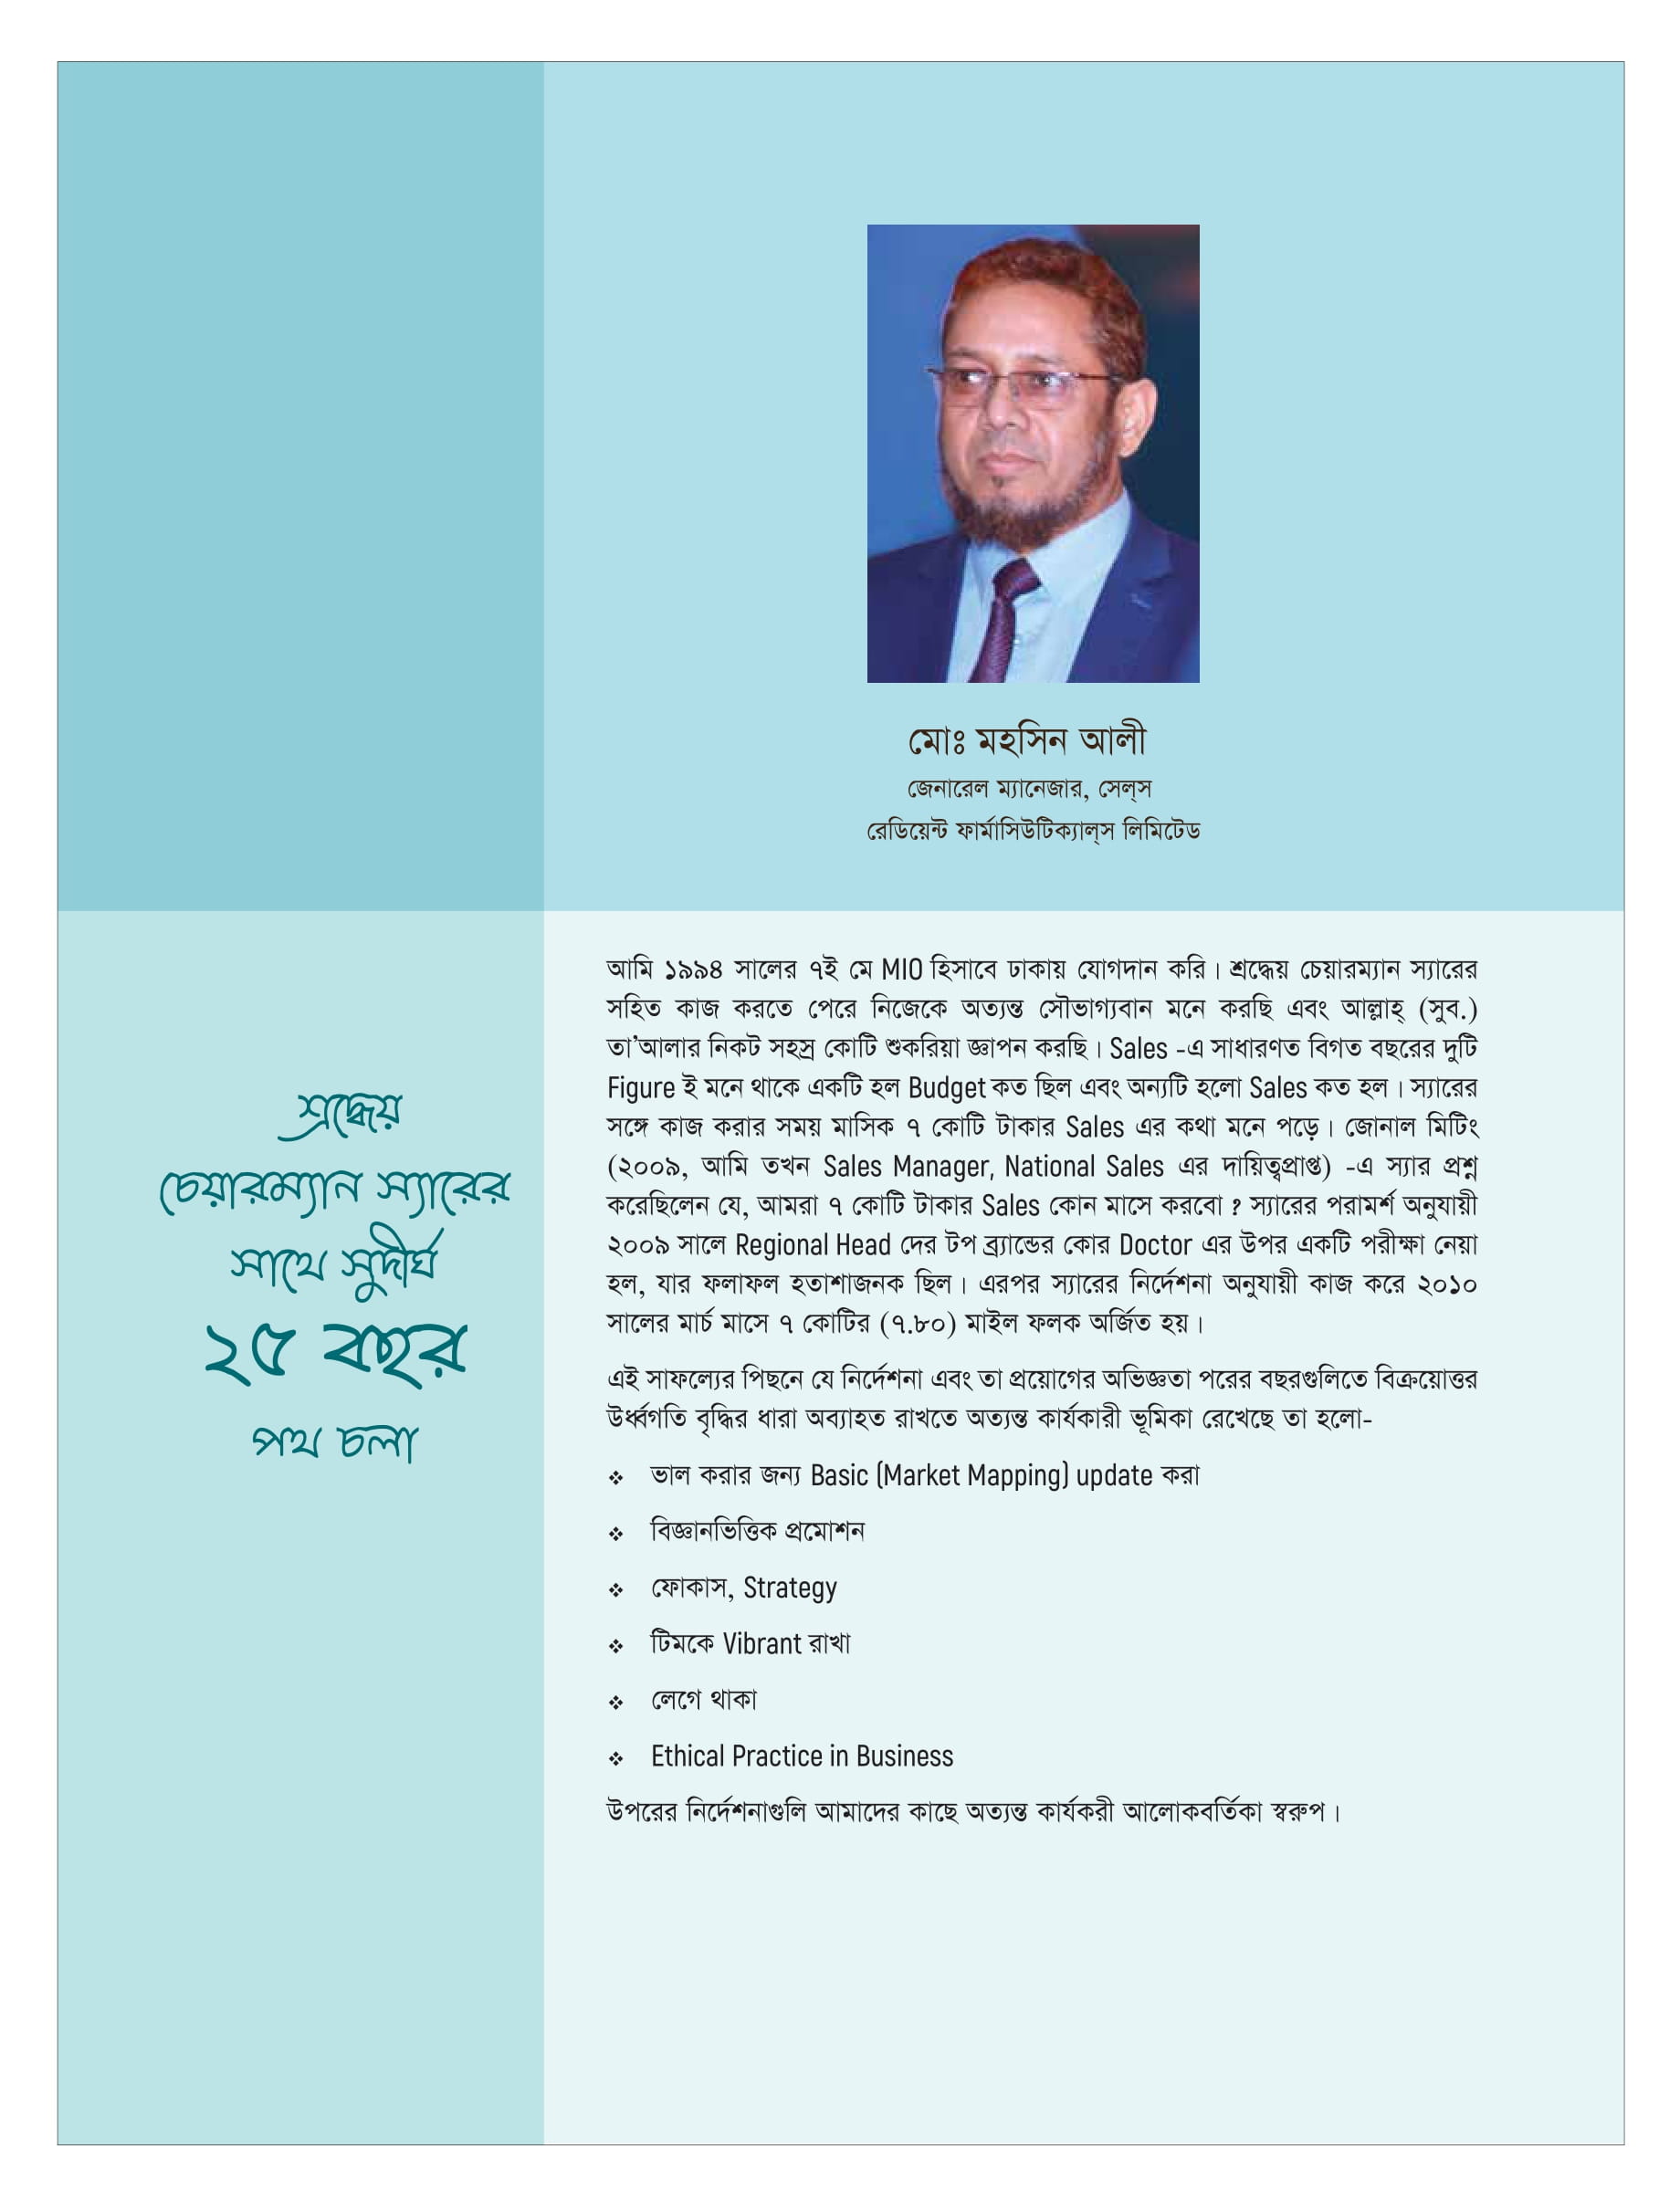 মোঃ মহসিন আলী
জেনারেল ম্যানেজার, সেল্‌স
রেডিয়েন্ট ফার্মাসিউটিক্যাল্‌স লিমিটেড
শ্রদ্ধেয়
চেয়ারম্যান স্যারের
সাথে সুদীর্ঘ
২৫ বছর
পথ চলা
আমি ১৯৯৪ সালের ৭ই মে MIO হিসাবে ঢাকায় যোগদান করি। শ্রদ্ধেয় চেয়ারম্যান স্যারের
সহিত কাজ করতে পেরে নিজেকে অত্যন্ত সৌভাগ্যবান মনে করছি এবং আল্লাহ্ (সুব.)
তা’আলার নিকট সহস্র কোটি শুকরিয়া জ্ঞাপন করছি। Sales -এ সাধারণত বিগত বছরের দুটি
Figure ই মনে থাকে একটি হল Budget কত ছিল এবং অন্যটি হলো Sales কত হল। স্যারের
সঙ্গে কাজ করার সময় মাসিক ৭ কোটি টাকার Sales এর কথা মনে পড়ে। জোনাল মিটিং
(২০০৯, আমি তখন Sales Manager, National Sales এর দায়িত্বপ্রাপ্ত) -এ স্যার প্রশ্ন
করেছিলেন যে, আমরা ৭ কোটি টাকার Sales কোন মাসে করবো ? স্যারের পরামর্শ অনুযায়ী
২০০৯ সালে Regional Head দের টপ ব্র্যান্ডের কোর Doctor এর উপর একটি পরীক্ষা নেয়া
হল, যার ফলাফল হতাশাজনক ছিল। এরপর স্যারের নির্দেশনা অনুযায়ী কাজ করে ২০১০
সালের মার্চ মাসে ৭ কোটির (৭.৮০) মাইল ফলক অর্জিত হয়।
এই সাফল্যের পিছনে যে নির্দেশনা এবং তা প্রয়োগের অভিজ্ঞতা পরের বছরগুলিতে বিক্রয়োত্তর
উর্ধ্বগতি বৃদ্ধির ধারা অব্যাহত রাখতে অত্যন্ত কার্যকারী ভূমিকা রেখেছে তা হলো-
❖ ভাল করার জন্য Basic (Market Mapping) update করা
❖ বিজ্ঞানভিত্তিক প্রমোশন
❖ ফোকাস, Strategy
❖ টিমকে Vibrant রাখা
❖ লেগে থাকা
❖ Ethical Practice in Business
উপরের নির্দেশনাগুলি আমাদের কাছে অত্যন্ত কার্যকরী আলোকবর্তিকা স্বরুপ।